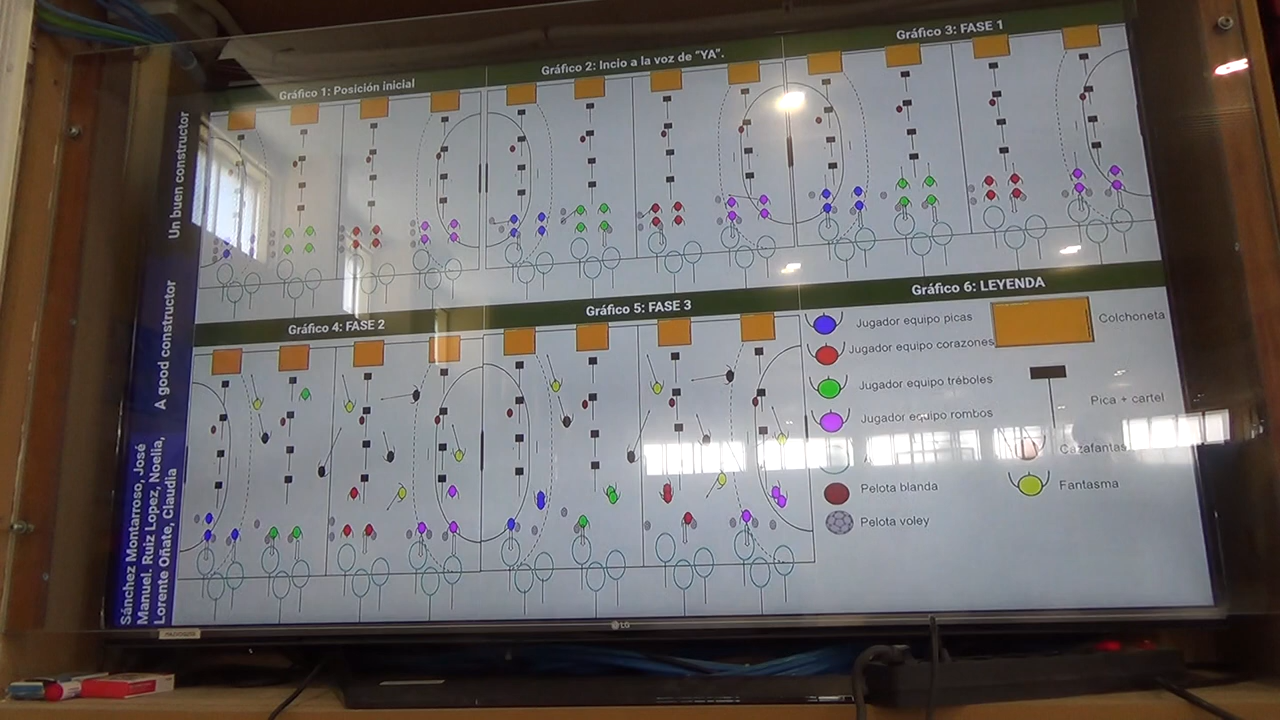 Un buen constructor
A good constructor
Sánchez Montarroso, José
Manuel. Ruiz Lopez, Noelia,
Lorente Oñate, Claudia
Gráfico 1: Posición inicial
Gráfico 2: Incio a la voz de "YA".
Gráfico 3: FASE 1
Gráfico 4: FASE 2
Gráfico 5: FASE 3
Gráfico 6: LEYENDA
Jugador equipo picas
Jugador equipo corazones
Jugador equipo tréboles
Jugador equipo rombos
Pelota blanda
Pelota voley
Colchoneta
Pica + cartel
Cazafantas
Fantasma
LG